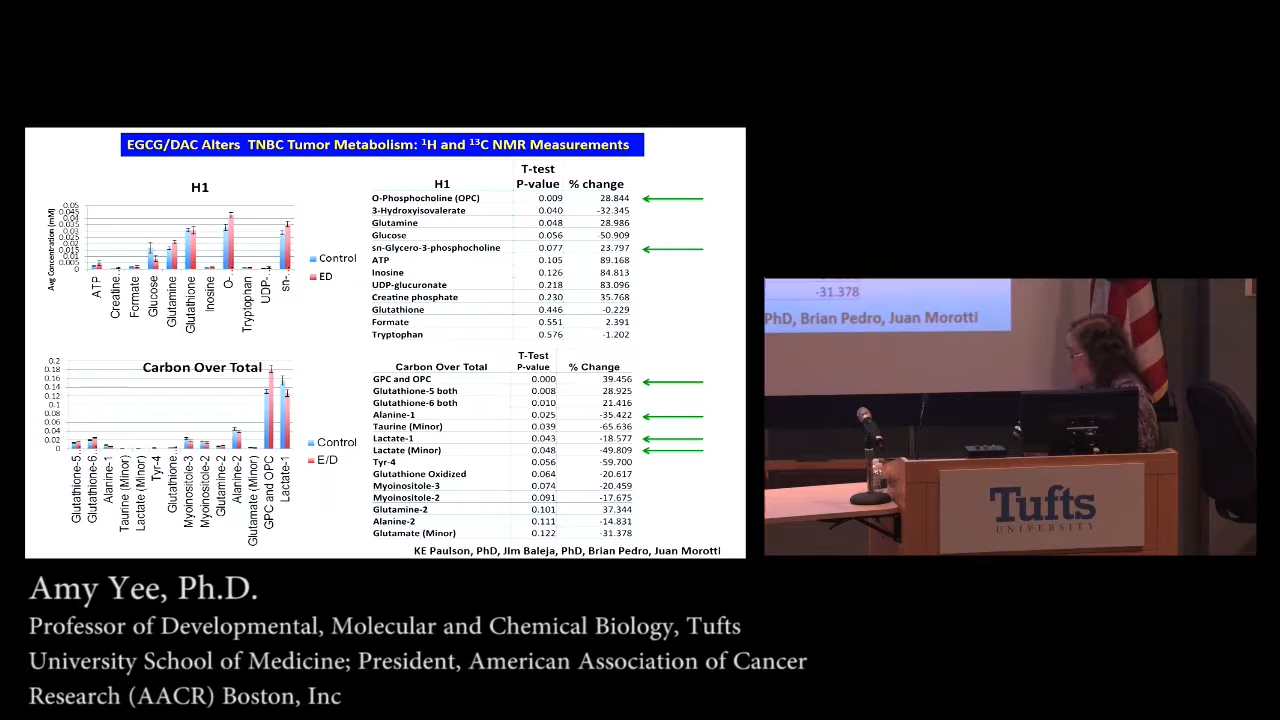 EGCG/DAC Alters TNBC Tumor Metabolism: ¹H and ¹³C NMR Measurements
H1
Avg Concentration (mM)
0.05
0.045
0.04
0.035
0.03
0.025
0.02
0.015
0.01
0.005
0
ATP
Creatine
Formate
Glucose
Glutamine
Glutathione
Inosine
O-..
Tryptophan
UDP-..
sn-..
Control
ED
H1 T-test P-value % change
O-Phosphocholine (OPC) 0.009 28.844
3-Hydroxyisovalerate 0.040 -32.345
Glutamine 0.048 28.986
Glucose 0.056 -50.909
sn-Glycero-3-phosphocholine 0.077 23.797
ATP 0.105 89.168
Inosine 0.126 84.813
UDP-glucuronate 0.218 83.096
Creatine phosphate 0.230 35.768
Glutathione 0.446 -0.229
Formate 0.551 2.391
Tryptophan 0.576 -1.202
Carbon Over Total
0.2
0.18
0.16
0.14
0.12
0.1
0.08
0.06
0.04
0.02
0
Glutathione-5..
Glutathione-6..
Alanine-1
Taurine (Minor)
Lactate (Minor)
Tyr-4
Glutathione..
Myoinositole-3
Myoinositole-2
Glutamine-2
Alanine-2
Glutamate (Minor)
GPC and OPC
Lactate-1
Control
E/D
Carbon Over Total T-Test P-value % Change
GPC and OPC 0.000 39.456
Glutathione-5 both 0.008 28.925
Glutathione-6 both 0.010 21.416
Alanine-1 0.025 -35.422
Taurine (Minor) 0.039 -65.636
Lactate-1 0.043 -18.577
Lactate (Minor) 0.048 -49.809
Tyr-4 0.056 -59.700
Glutathione Oxidized 0.064 -20.617
Myoinositole-3 0.074 -20.459
Myoinositole-2 0.091 -17.675
Glutamine-2 0.101 37.344
Alanine-2 0.111 -14.831
Glutamate (Minor) 0.122 -31.378
KE Paulson, PhD, Jim Baleja, PhD, Brian Pedro, Juan Morotti
-31.378
PhD, Brian Pedro, Juan Morotti
Tufts
UNIVERSITY
Amy Yee, Ph.D.
Professor of Developmental, Molecular and Chemical Biology, Tufts
University School of Medicine; President, American Association of Cancer
Research (AACR) Boston, Inc